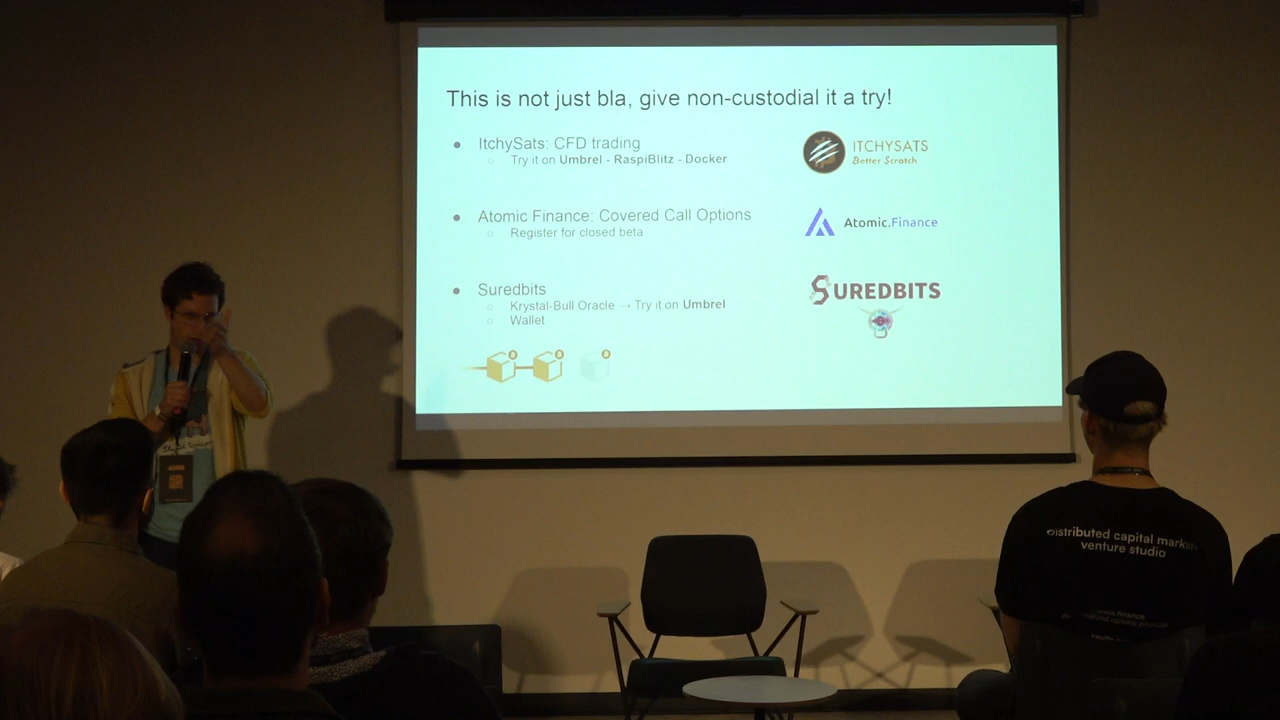 This is not just bla, give non-custodial it a try!
ItchySats: CFD trading
Try it on Umbrel - RaspiBlitz - Docker
ITCHYSATS
Better Scratch
Atomic Finance: Covered Call Options
Register for closed beta
Atomic.Finance
Suredbits
Krystal-Bull Oracle → Try it on Umbrel
Wallet
SUREDBITS
distributed capital markets
venture studio